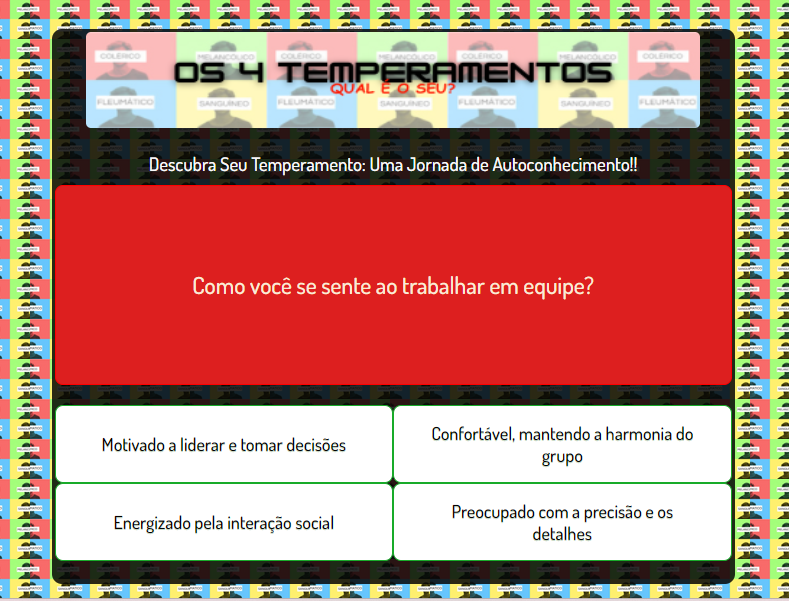 COLÉRICO MELANCÓLICO COLÉRICO MELANCÓLICO COLÉRICO MELANCÓLICO COLÉRICO
OS 4 TEMPERAMENTOS
QUAL É O SEU?
FLEUMÁTICO SANGUÍNEO FLEUMÁTICO SANGUÍNEO FLEUMÁTICO SANGUÍNEO FLEUMÁTICO
Descubra Seu Temperamento: Uma Jornada de Autoconhecimento!!
Como você se sente ao trabalhar em equipe?
Motivado a liderar e tomar decisões
Confortável, mantendo a harmonia do
grupo
Energizado pela interação social
Preocupado com a precisão e os
detalhes